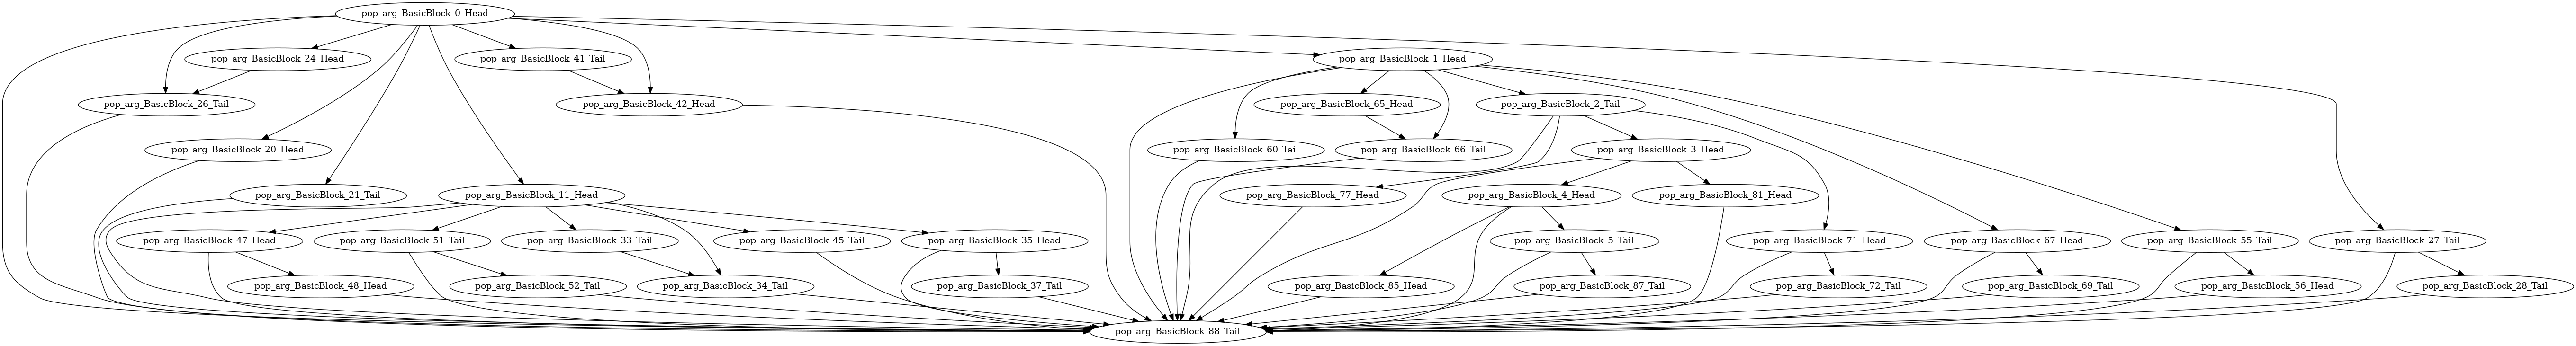 pop_arg_BasicBlock_0_Head
pop_arg_BasicBlock_24_Head
pop_arg_BasicBlock_41_Tail
pop_arg_BasicBlock_1_Head
pop_arg_BasicBlock_26_Tail
pop_arg_BasicBlock_42_Head
pop_arg_BasicBlock_65_Head
pop_arg_BasicBlock_2_Tail
pop_arg_BasicBlock_20_Head
pop_arg_BasicBlock_60_Tail
pop_arg_BasicBlock_66_Tail
pop_arg_BasicBlock_3_Head
pop_arg_BasicBlock_21_Tail
pop_arg_BasicBlock_11_Head
pop_arg_BasicBlock_77_Head
pop_arg_BasicBlock_4_Head
pop_arg_BasicBlock_81_Head
pop_arg_BasicBlock_47_Head
pop_arg_BasicBlock_51_Tail
pop_arg_BasicBlock_33_Tail
pop_arg_BasicBlock_45_Tail
pop_arg_BasicBlock_35_Head
pop_arg_BasicBlock_5_Tail
pop_arg_BasicBlock_71_Head
pop_arg_BasicBlock_67_Head
pop_arg_BasicBlock_55_Tail
pop_arg_BasicBlock_27_Tail
pop_arg_BasicBlock_48_Head
pop_arg_BasicBlock_52_Tail
pop_arg_BasicBlock_34_Tail
pop_arg_BasicBlock_37_Tail
pop_arg_BasicBlock_85_Head
pop_arg_BasicBlock_87_Tail
pop_arg_BasicBlock_72_Tail
pop_arg_BasicBlock_69_Tail
pop_arg_BasicBlock_56_Head
pop_arg_BasicBlock_28_Tail
pop_arg_BasicBlock_88_Tail